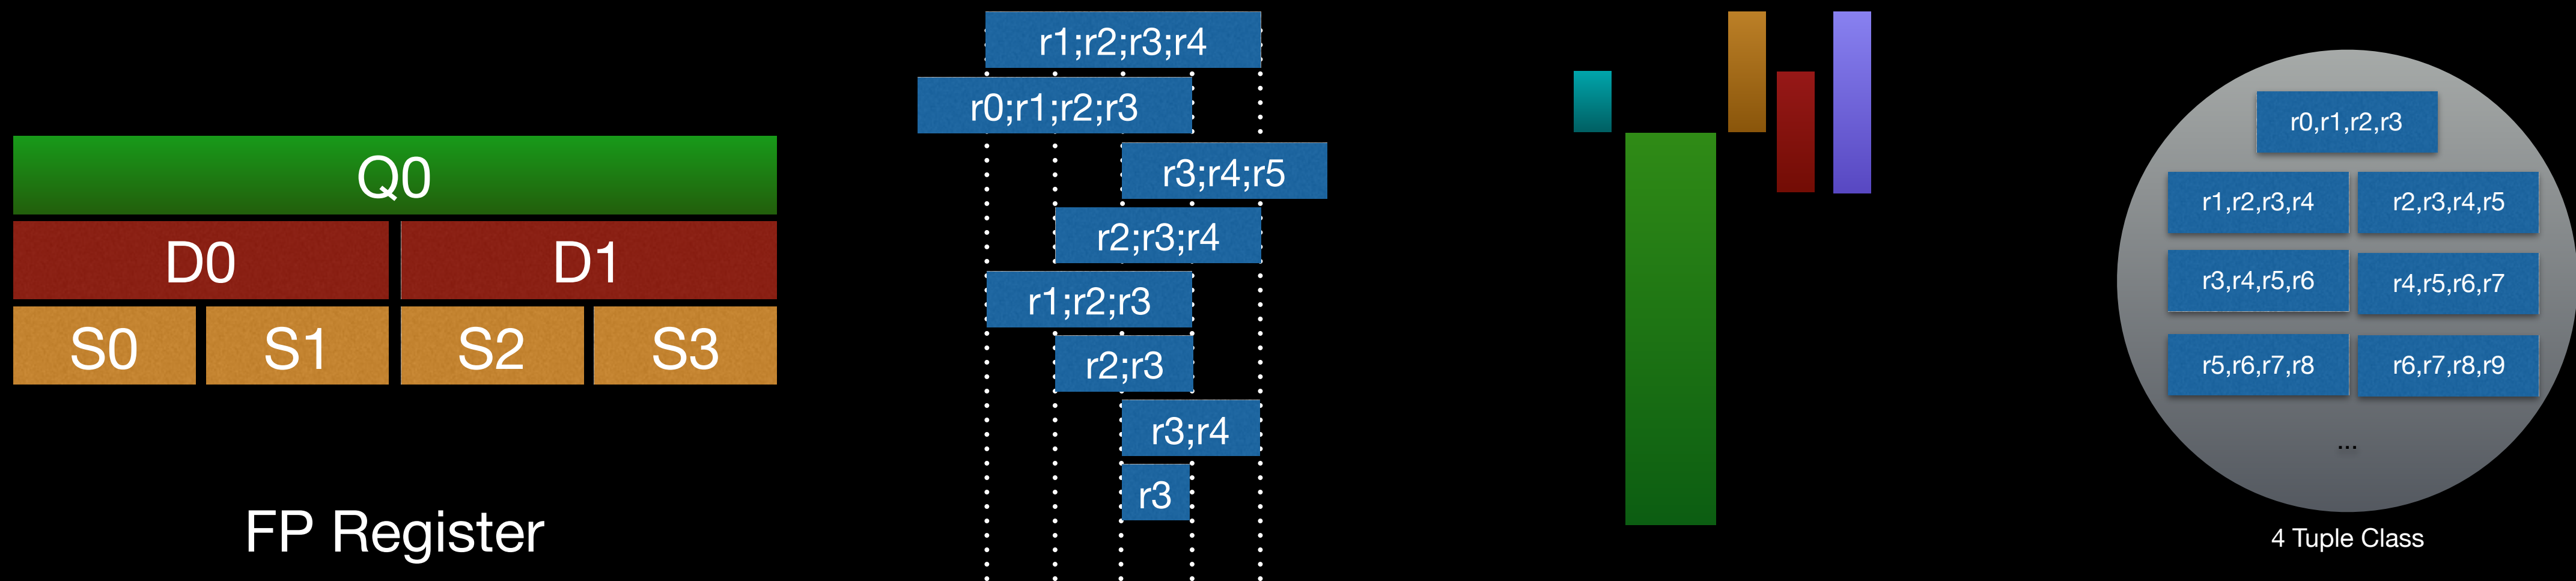 Q0
D0 D1
S0 S1 S2 S3
FP Register
r1;r2;r3;r4
r0;r1;r2;r3
r3;r4;r5
r2;r3;r4
r1;r2;r3
r2;r3
r3;r4
r3
r0,r1,r2,r3
r1,r2,r3,r4 r2,r3,r4,r5
r3,r4,r5,r6 r4,r5,r6,r7
r5,r6,r7,r8 r6,r7,r8,r9
...
4 Tuple Class